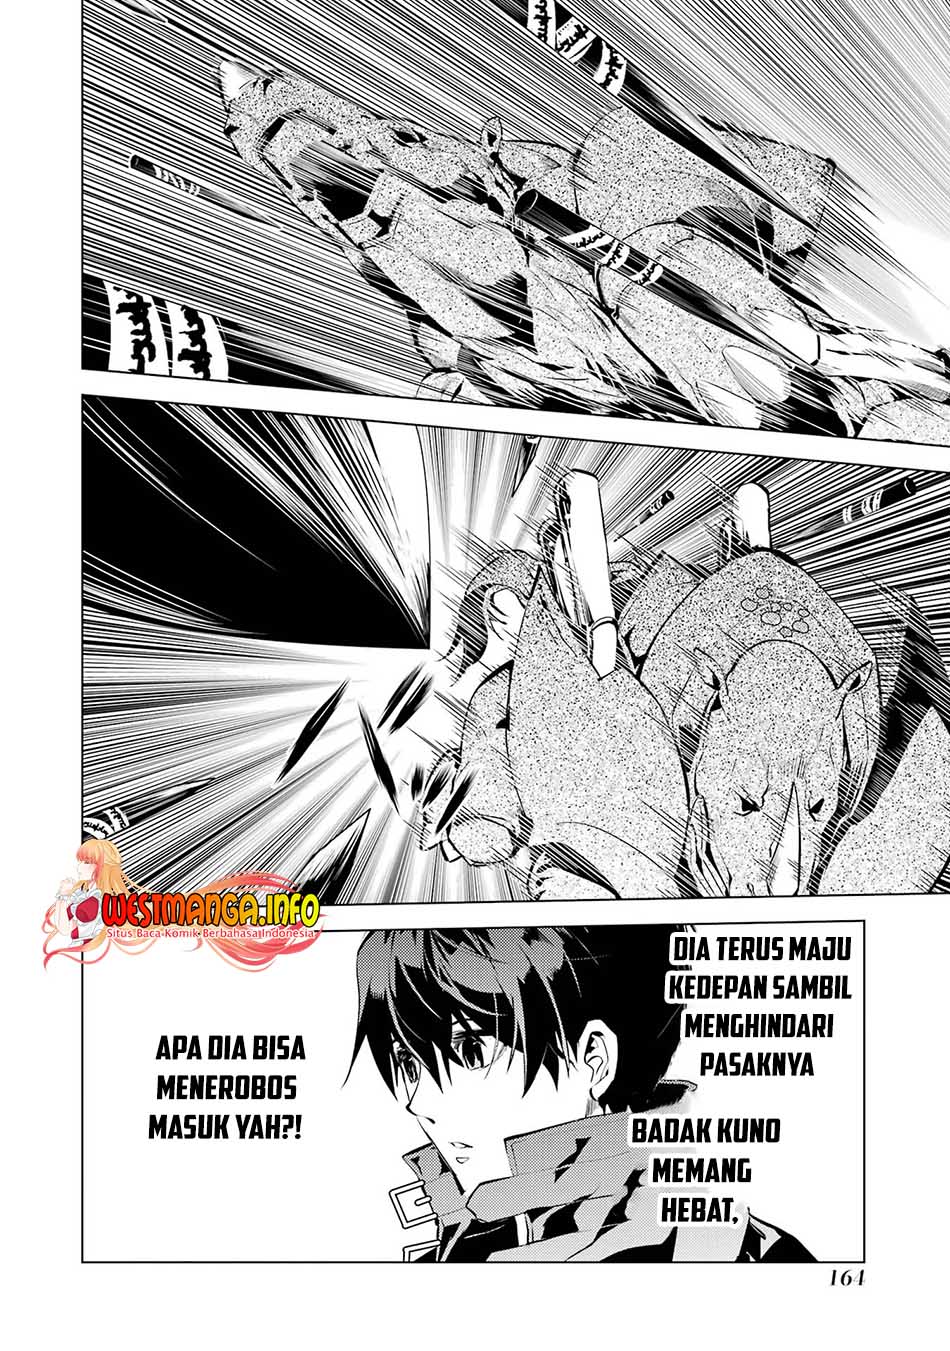 WESTMANGA.INFO
Situs Baca Komik Berbahasa Indonesia
DIA TERUS MAJU
KEDEPAN SAMBIL
MENGHINDARI
PASAKNYA
BADAK KUNO
MEMANG
HEBAT,
APA DIA BISA
MENEROBOS
MASUK YAH?!
164